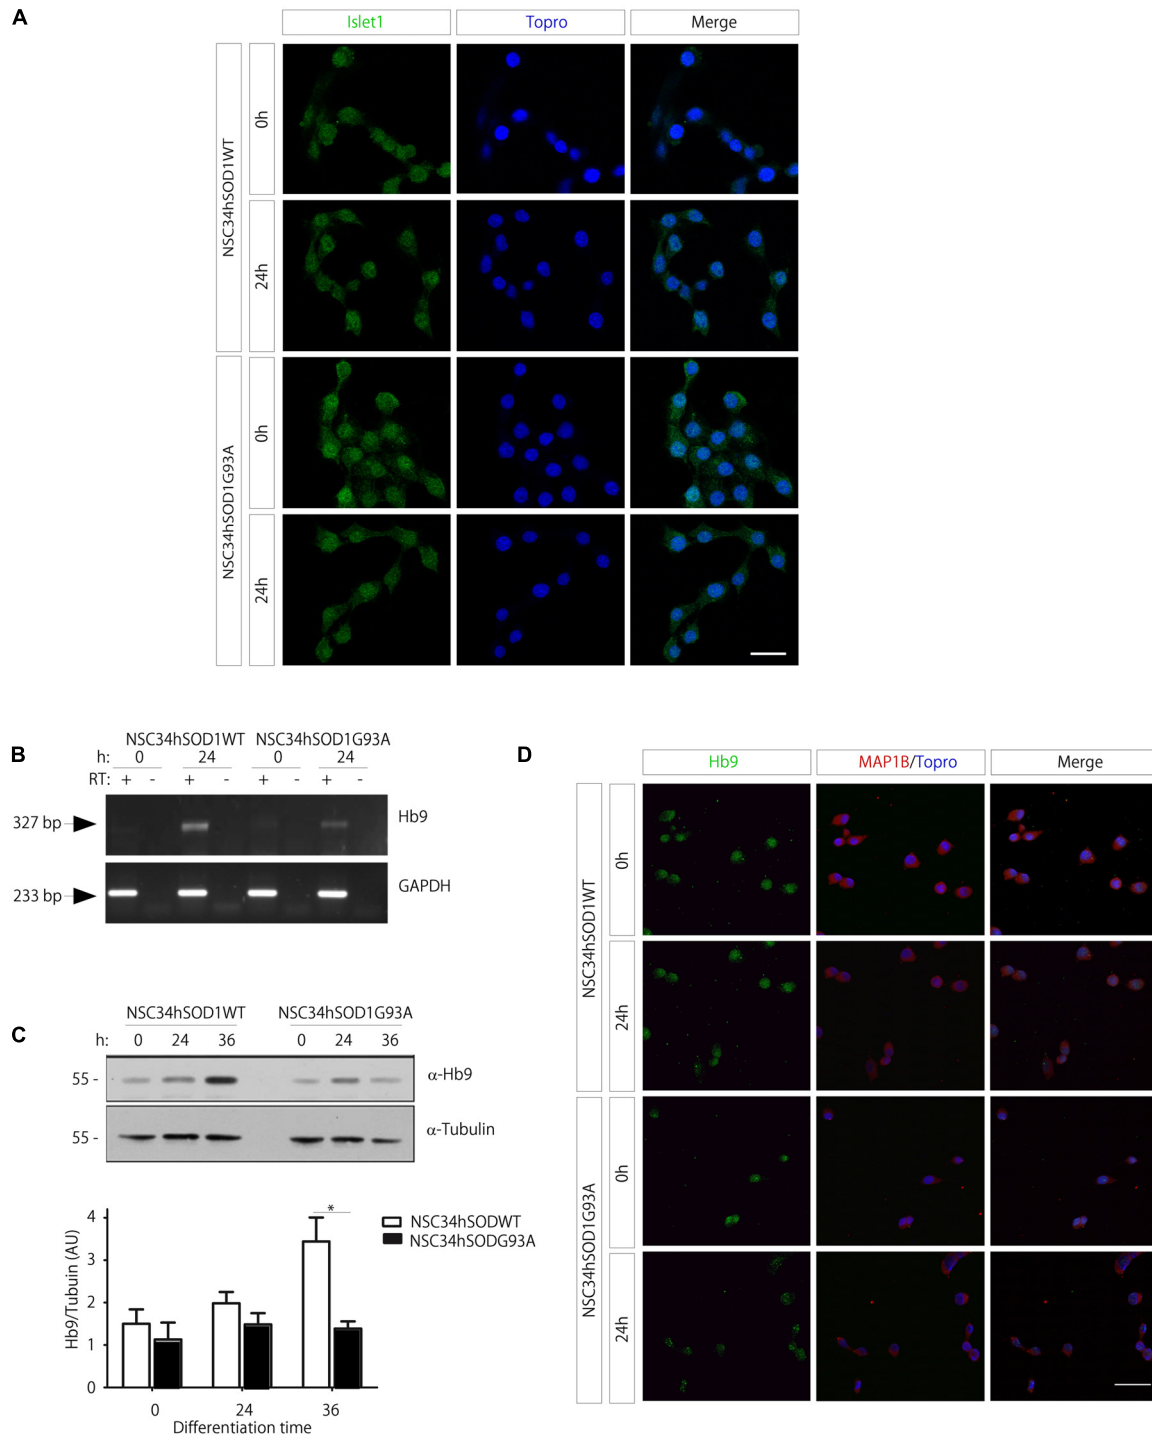 A
Islet1 Topro Merge
NSC34hSOD1WT
0h
24h
NSC34hSOD1G93A
0h
24h
B
NSC34hSOD1WT NSC34hSOD1G93A
h: 0 24 0 24
RT: + - + - + - + -
327 bp Hb9
233 bp GAPDH
C
NSC34hSOD1WT NSC34hSOD1G93A
h: 0 24 36 0 24 36
55 - α-Hb9
55 - α-Tubulin
Hb9/Tubuin (AU)
4
3
2
1
0
*
NSC34hSODWT
NSC34hSODG93A
0 24 36
Differentiation time
D
Hb9 MAP1B/Topro Merge
NSC34hSOD1WT
0h
24h
NSC34hSOD1G93A
0h
24h